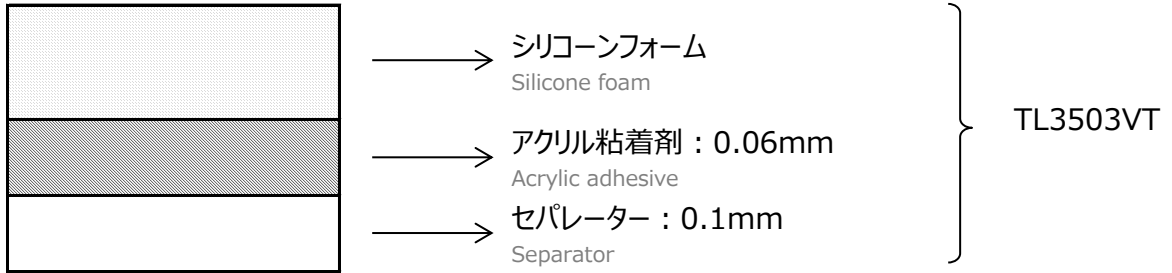 シリコーンフォーム
Silicone foam
アクリル粘着剤：0.06mm
Acrylic adhesive
セパレーター：0.1mm
Separator
TL3503VT